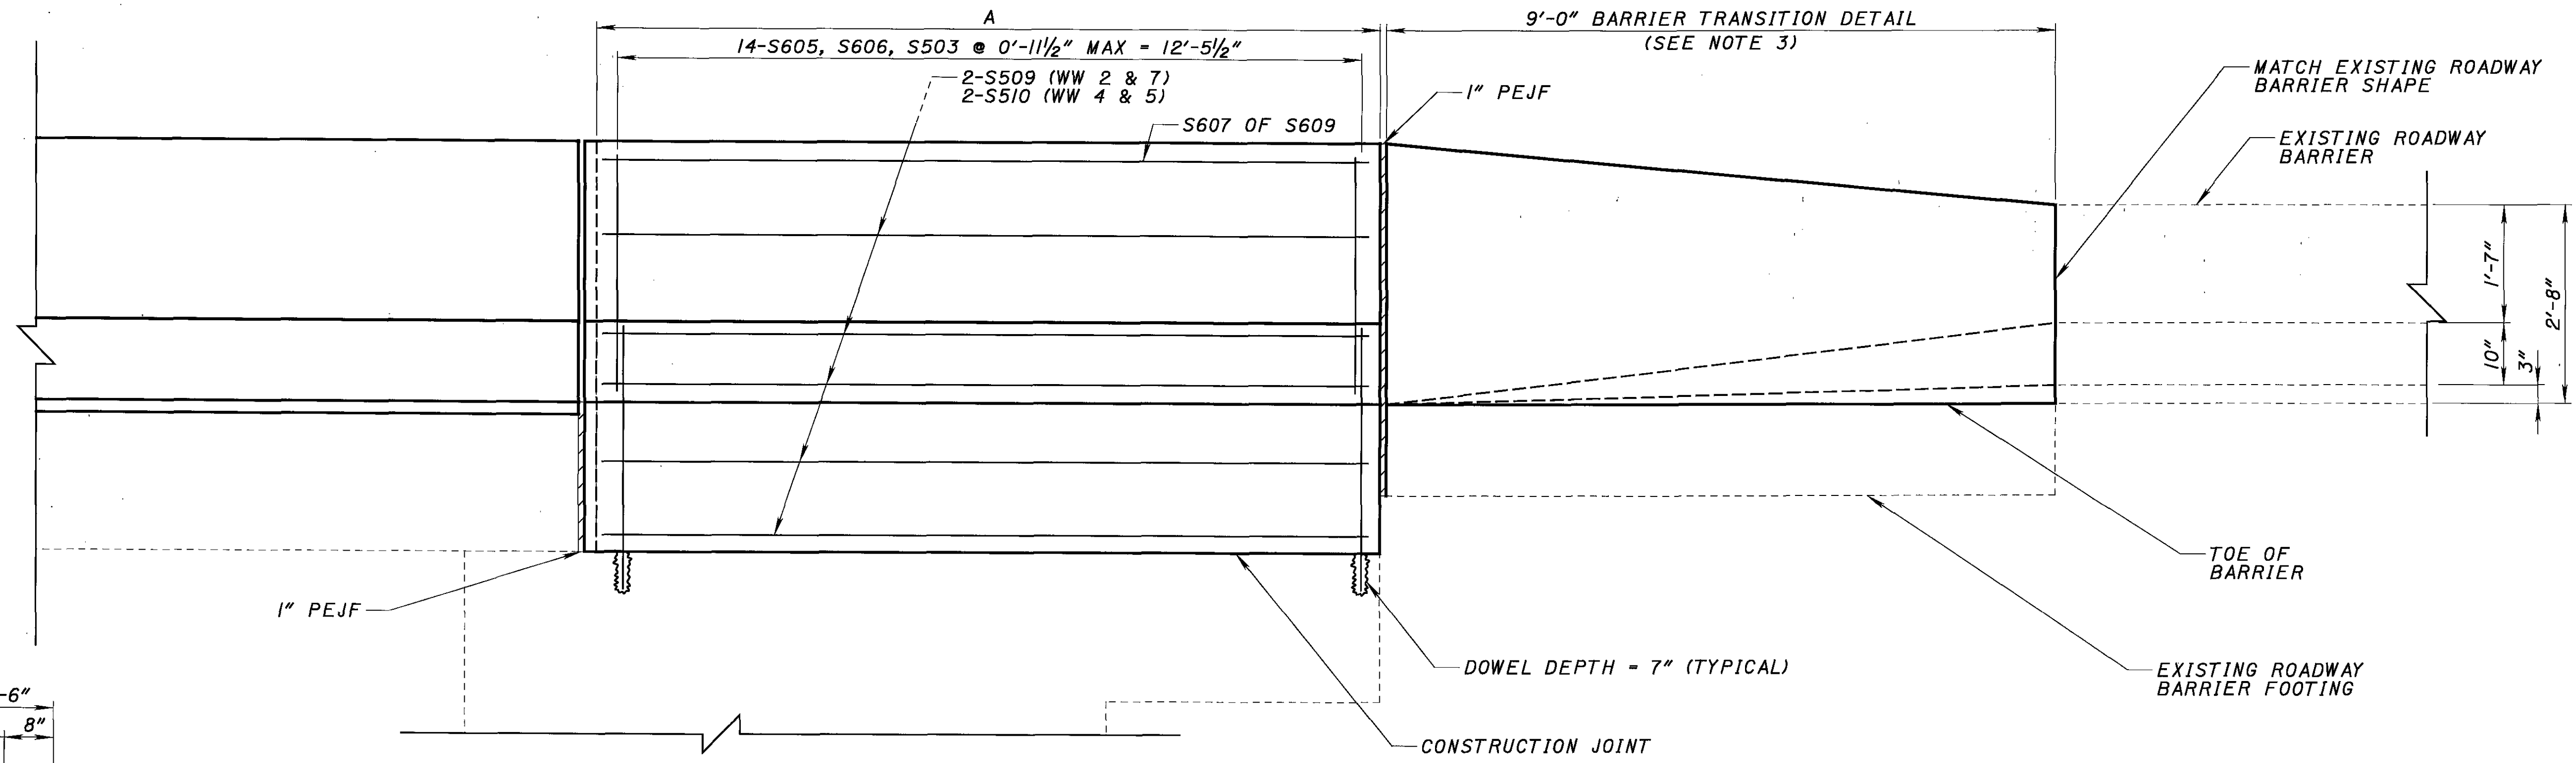 A
9'-0" BARRIER TRANSITION DETAIL
(SEE NOTE 3)
14-S605, S606, S503 @ 0'-11½" MAX = 12'-5½"
2-S509 (WW 2 & 7)
2-S510 (WW 4 & 5)
1" PEJF
S607 OF S609
MATCH EXISTING ROADWAY
BARRIER SHAPE
EXISTING ROADWAY
BARRIER
1'-7"
2'-8"
10"
3"
1" PEJF
TOE OF
BARRIER
DOWEL DEPTH = 7" (TYPICAL)
EXISTING ROADWAY
BARRIER FOOTING
-6"
8"
CONSTRUCTION JOINT